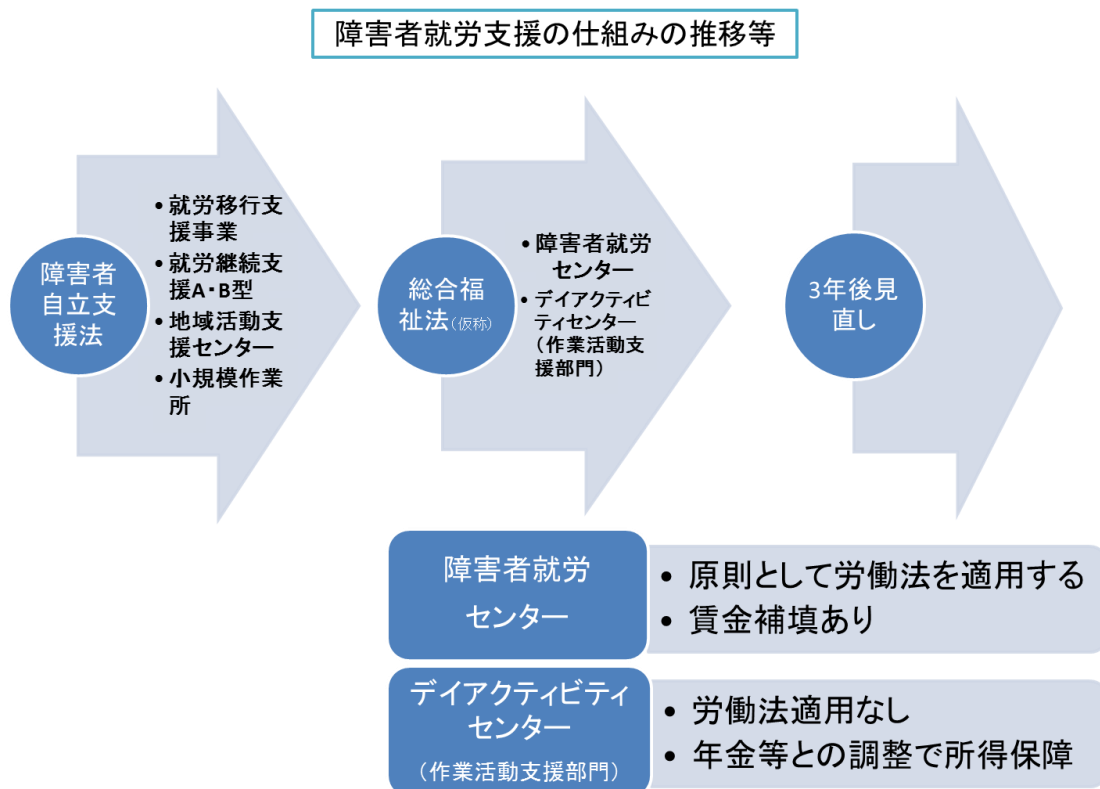 障害者就労支援の仕組みの推移等
障害者
自立支
援法
• 就労移行支
援事業
• 就労継続支
援A・B型
• 地域活動支
援センター
• 小規模作業
所
総合福
祉法(仮称)
• 障害者就労
センター
• デイアクティビ
ティセンター
（作業活動支
援部門）
3年後見
直し
障害者就労
センター
• 原則として労働法を適用する
• 賃金補填あり
デイアクティビティ
センター
（作業活動支援部門）
• 労働法適用なし
• 年金等との調整で所得保障